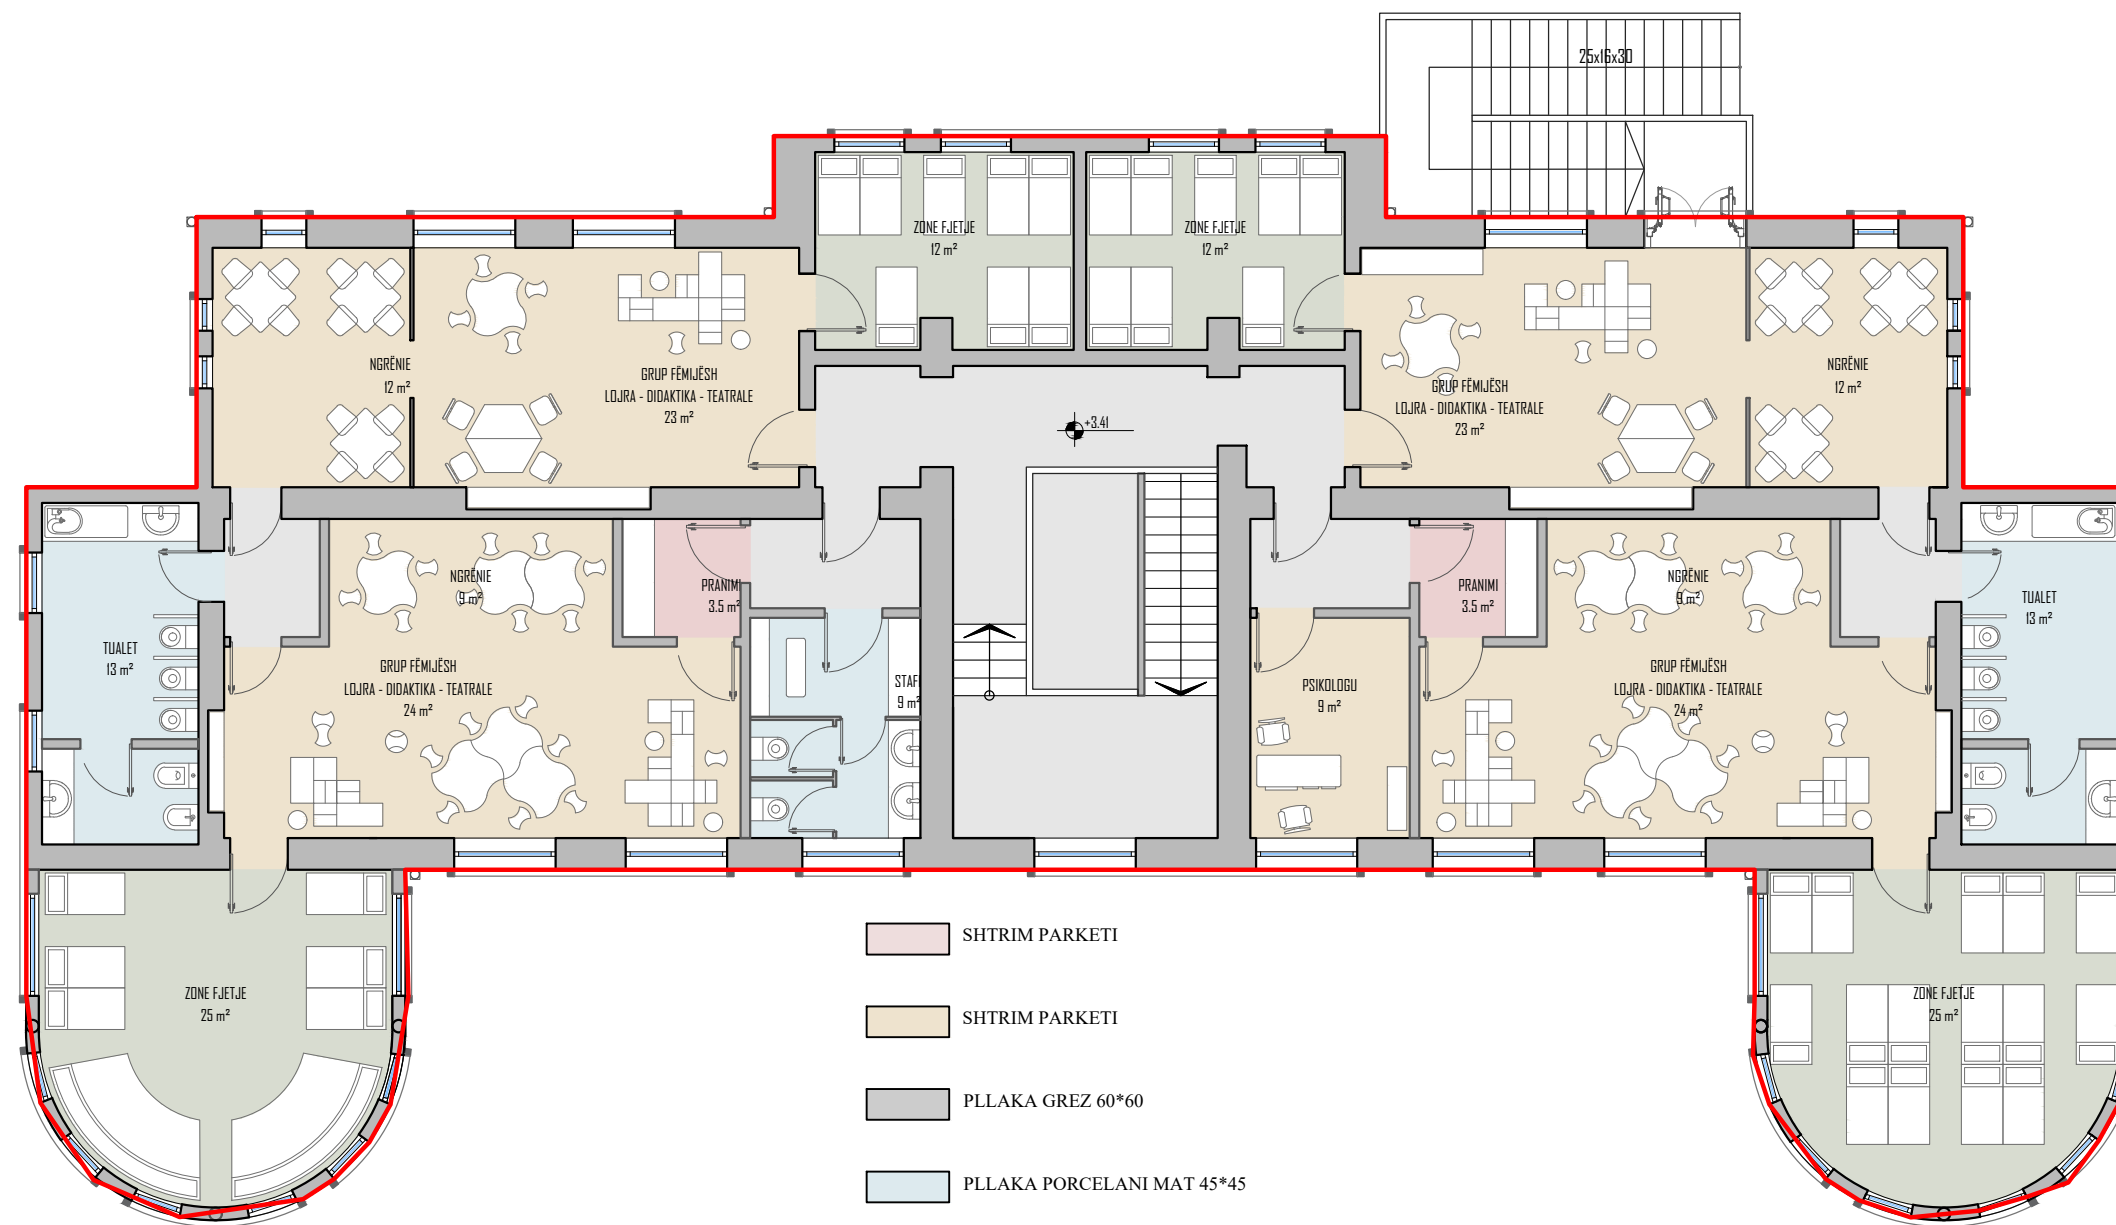 25x16x30
ZONE FJETJE
12 m²
ZONE FJETJE
12 m²
NGRËNIE
12 m²
GRUP FËMIJËSH
LOJRA - DIDAKTIKA - TEATRALE
23 m²
+3.41
GRUP FËMIJËSH
LOJRA - DIDAKTIKA - TEATRALE
23 m²
NGRËNIE
12 m²
NGRËNIE
9 m²
PRANIMI
3.5 m²
PRANIMI
3.5 m²
NGRËNIE
9 m²
TUALET
13 m²
TUALET
13 m²
GRUP FËMIJËSH
LOJRA - DIDAKTIKA - TEATRALE
24 m²
STAF
9 m²
PSIKOLOGU
9 m²
GRUP FËMIJËSH
LOJRA - DIDAKTIKA - TEATRALE
24 m²
ZONE FJETJE
25 m²
ZONE FJETJE
25 m²
SHTRIM PARKETI
SHTRIM PARKETI
PLLAKA GREZ 60*60
PLLAKA PORCELANI MAT 45*45